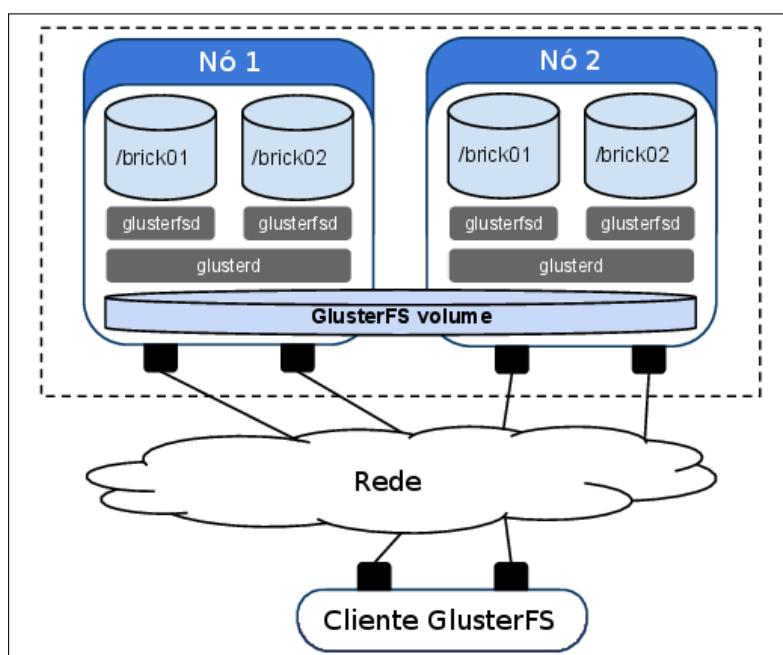 Nó 1
Nó 2
/brick01
/brick02
/brick01
/brick02
glusterfsd
glusterfsd
glusterfsd
glusterfsd
glusterd
glusterd
GlusterFS volume
Rede
Cliente GlusterFS